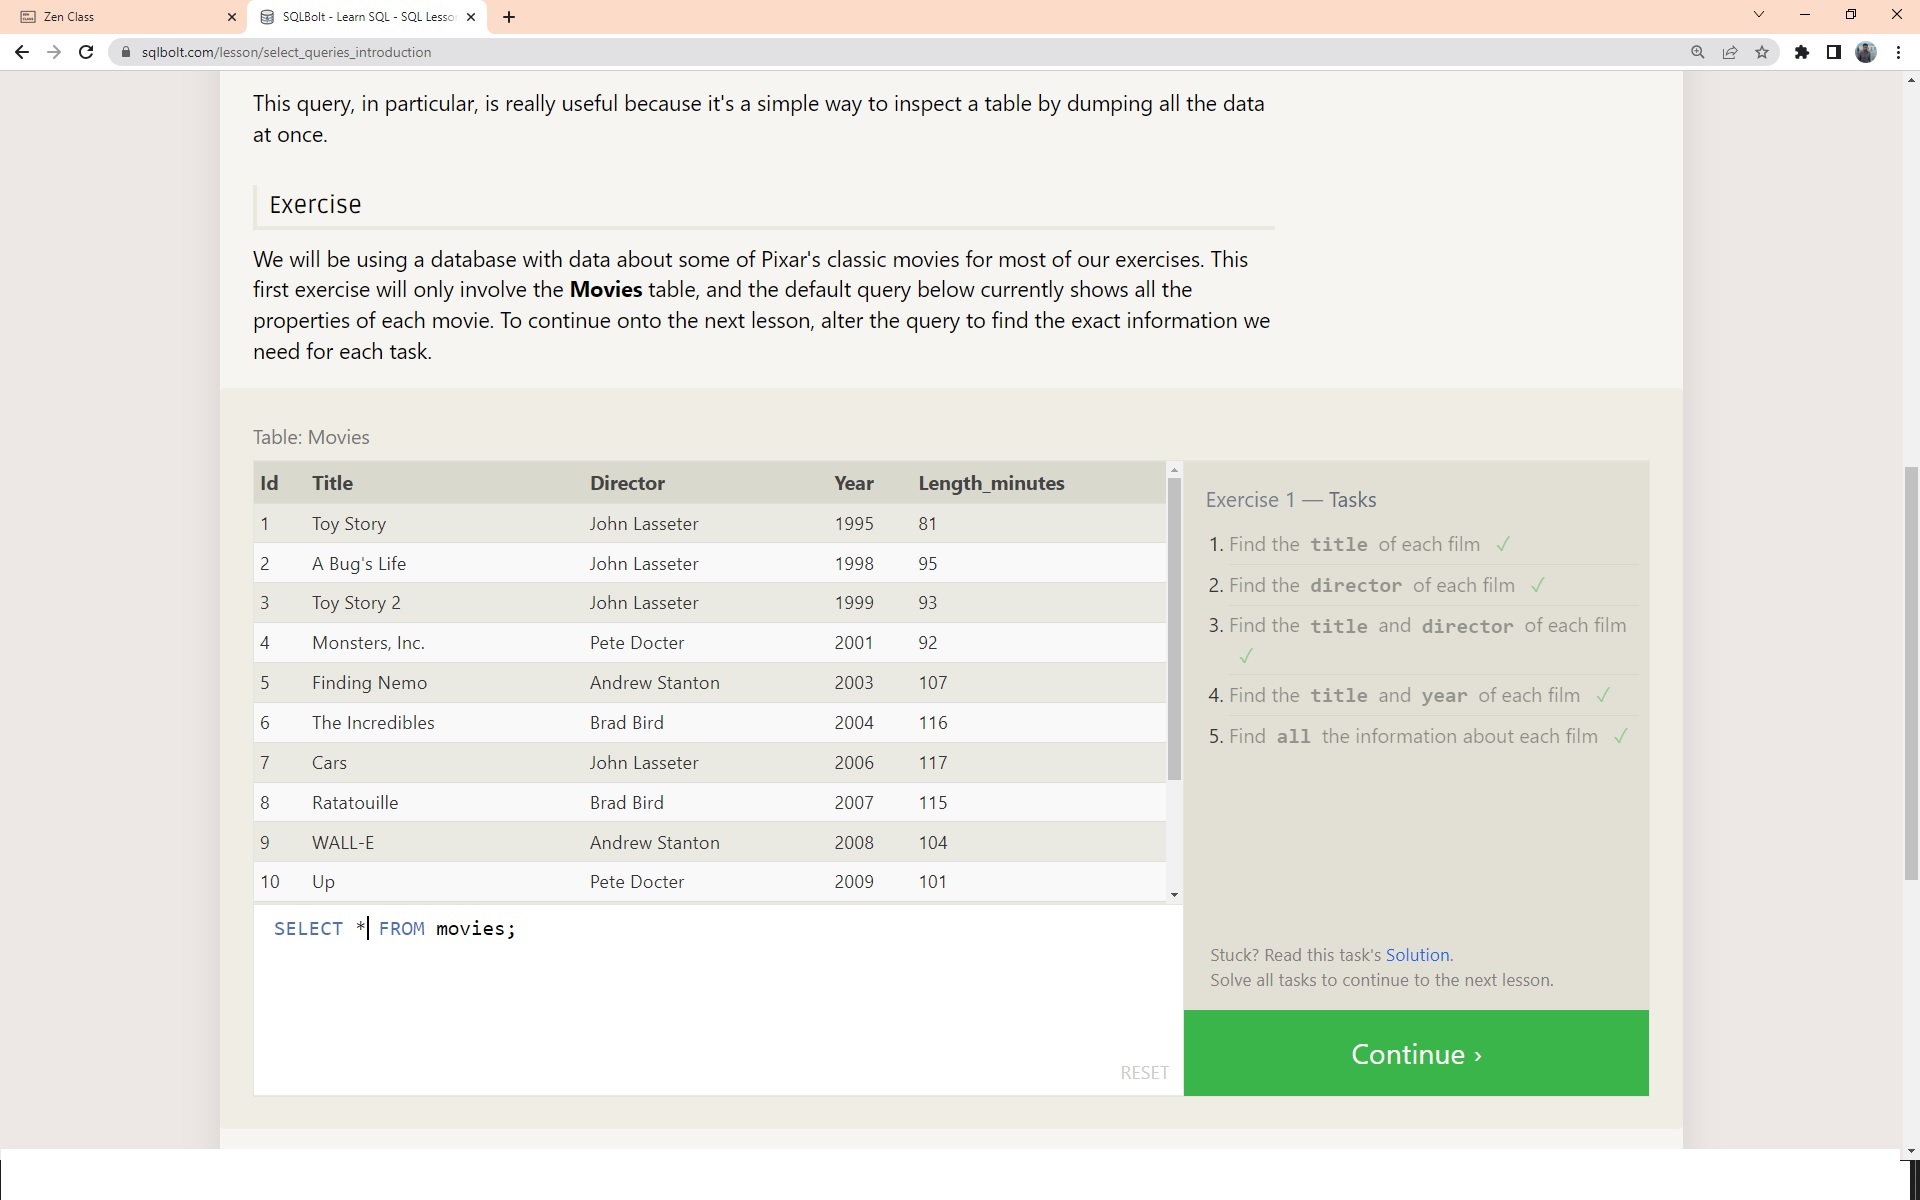 Zen Class
SQLBolt - Learn SQL - SQL Lesso
sqlbolt.com/lesson/select_queries_introduction
This query, in particular, is really useful because it's a simple way to inspect a table by dumping all the data
at once.
Exercise
We will be using a database with data about some of Pixar's classic movies for most of our exercises. This
first exercise will only involve the Movies table, and the default query below currently shows all the
properties of each movie. To continue onto the next lesson, alter the query to find the exact information we
need for each task.
Table: Movies
Id Title Director Year Length_minutes
1 Toy Story John Lasseter 1995 81
2 A Bug's Life John Lasseter 1998 95
3 Toy Story 2 John Lasseter 1999 93
4 Monsters, Inc. Pete Docter 2001 92
5 Finding Nemo Andrew Stanton 2003 107
6 The Incredibles Brad Bird 2004 116
7 Cars John Lasseter 2006 117
8 Ratatouille Brad Bird 2007 115
9 WALL-E Andrew Stanton 2008 104
10 Up Pete Docter 2009 101
SELECT * FROM movies;
RESET
Exercise 1 — Tasks
1. Find the title of each film ✓
2. Find the director of each film ✓
3. Find the title and director of each film
✓
4. Find the title and year of each film ✓
5. Find all the information about each film ✓
Stuck? Read this task's Solution.
Solve all tasks to continue to the next lesson.
Continue ›